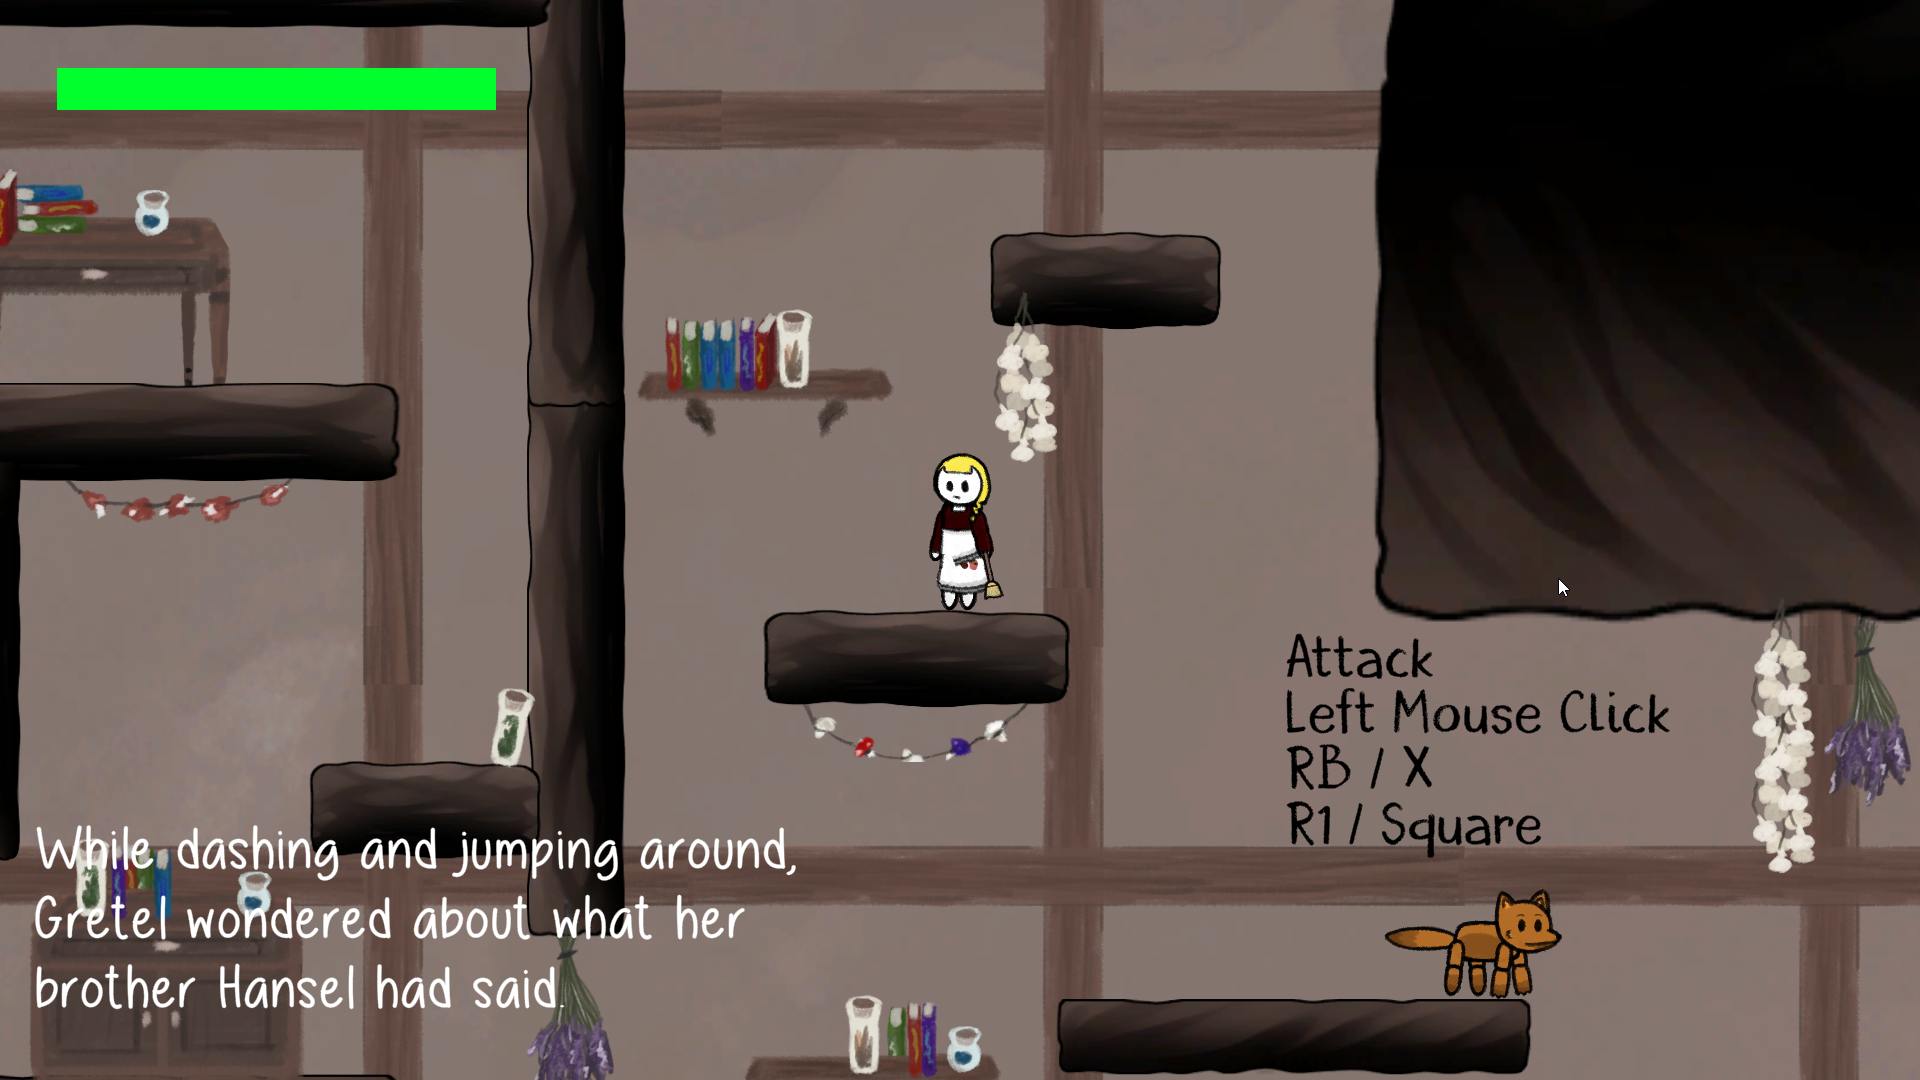 Attack
Left Mouse Click
RB / X
R1 / Square
While dashing and jumping around,
Gretel wondered about what her
brother Hansel had said.